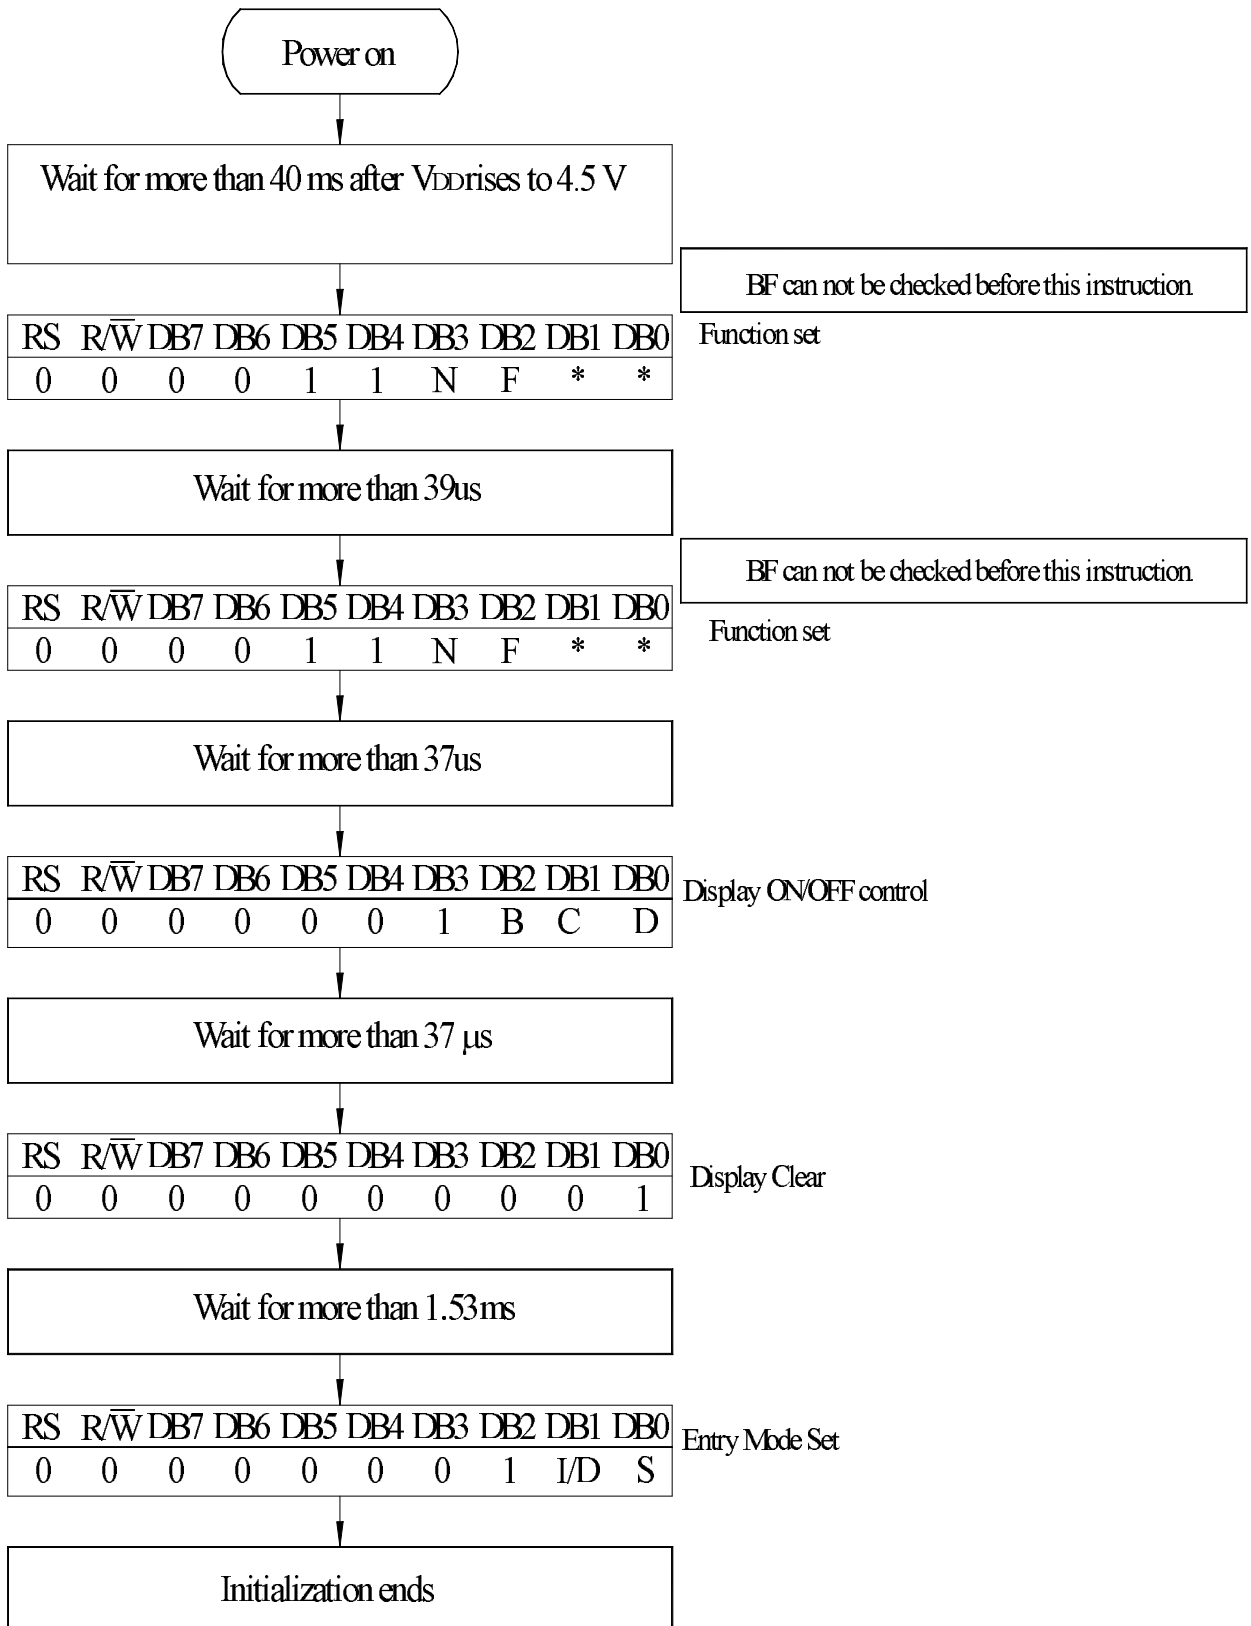 Power on
Wait for more than 40 ms after VDD rises to 4.5 V
BF can not be checked before this instruction.
RS R/W̅ DB7 DB6 DB5 DB4 DB3 DB2 DB1 DB0
Function set
0 0 0 0 1 1 N F * *
Wait for more than 39us
BF can not be checked before this instruction.
RS R/W̅ DB7 DB6 DB5 DB4 DB3 DB2 DB1 DB0
Function set
0 0 0 0 1 1 N F * *
Wait for more than 37us
RS R/W̅ DB7 DB6 DB5 DB4 DB3 DB2 DB1 DB0
Display ON/OFF control
0 0 0 0 0 0 1 B C D
Wait for more than 37 μs
RS R/W̅ DB7 DB6 DB5 DB4 DB3 DB2 DB1 DB0
Display Clear
0 0 0 0 0 0 0 0 0 1
Wait for more than 1.53ms
RS R/W̅ DB7 DB6 DB5 DB4 DB3 DB2 DB1 DB0
Entry Mode Set
0 0 0 0 0 0 0 1 I/D S
Initialization ends